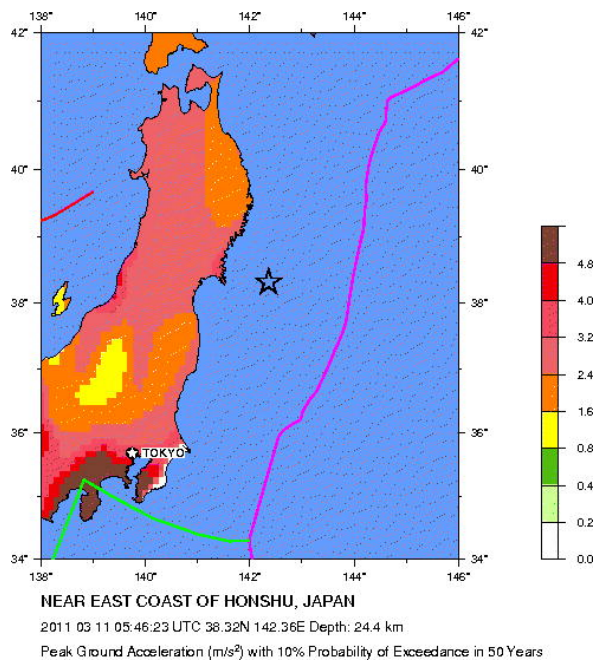 138° 140° 142° 144° 146°
42° 42°
40° 40°
38° 38°
36° 36°
34° 34°
TOKYO
138° 140° 142° 144° 146°
4.8
4.0
3.2
2.4
1.6
0.8
0.4
0.2
0.0
NEAR EAST COAST OF HONSHU, JAPAN
2011 03 11 05:46:23 UTC 38.32N 142.36E Depth: 24.4 km
Peak Ground Acceleration (m/s²) with 10% Probability of Exceedance in 50 Years